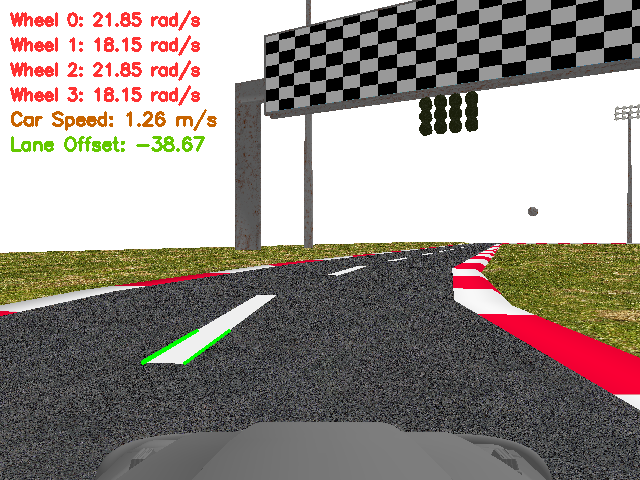 Wheel 0: 21.85 rad/s
Wheel 1: 18.15 rad/s
Wheel 2: 21.85 rad/s
Wheel 3: 18.15 rad/s
Car Speed: 1.26 m/s
Lane Offset: -38.67